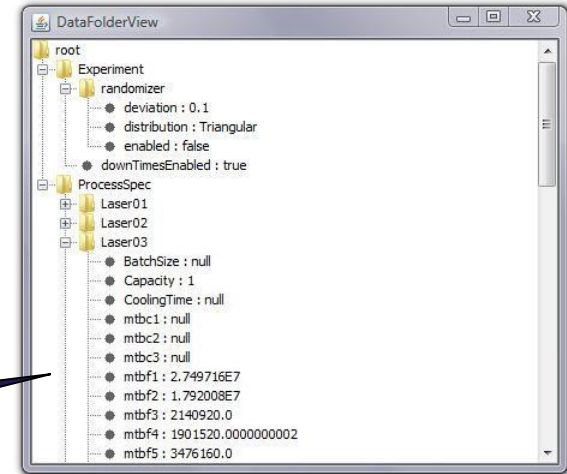 DataFolderView
root
Experiment
randomizer
deviation : 0.1
distribution : Triangular
enabled : false
downTimesEnabled : true
ProcessSpec
Laser01
Laser02
Laser03
BatchSize : null
Capacity : 1
CoolingTime : null
mtbc1 : null
mtbc2 : null
mtbc3 : null
mtbf1 : 2.749716E7
mtbf2 : 1.792008E7
mtbf3 : 2140920.0
mtbf4 : 1901520.0000000002
mtbf5 : 3476160.0